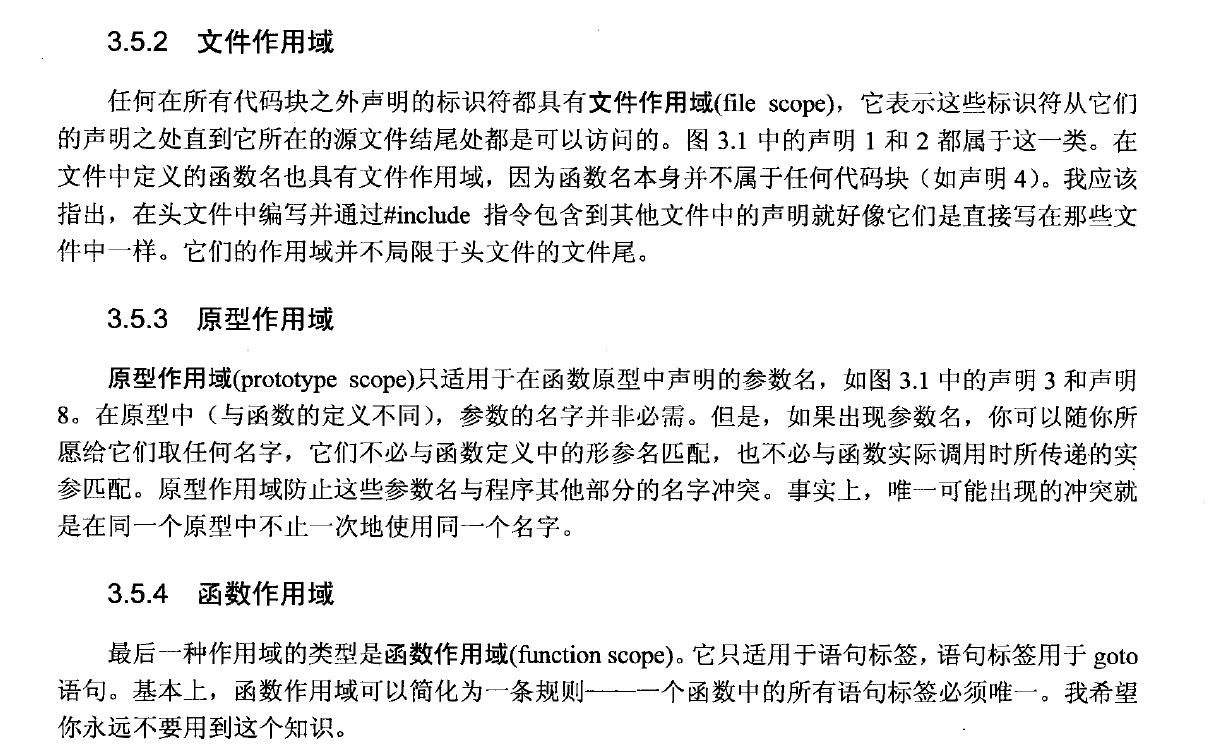 3.5.2 文件作用域
任何在所有代码块之外声明的标识符都具有文件作用域(file scope)，它表示这些标识符从它们
的声明之处直到它所在的源文件结尾处都是可以访问的。图 3.1 中的声明 1 和 2 都属于这一类。在
文件中定义的函数名也具有文件作用域，因为函数名本身并不属于任何代码块（如声明 4）。我应该
指出，在头文件中编写并通过#include 指令包含到其他文件中的声明就好像它们是直接写在那些文
件中一样。它们的作用域并不局限于头文件的文件尾。
3.5.3 原型作用域
原型作用域(prototype scope)只适用于在函数原型中声明的参数名，如图 3.1 中的声明 3 和声明
8。在原型中（与函数的定义不同），参数的名字并非必需。但是，如果出现参数名，你可以随你所
愿给它们取任何名字，它们不必与函数定义中的形参名匹配，也不必与函数实际调用时所传递的实
参匹配。原型作用域防止这些参数名与程序其他部分的名字冲突。事实上，唯一可能出现的冲突就
是在同一个原型中不止一次地使用同一个名字。
3.5.4 函数作用域
最后一种作用域的类型是函数作用域(function scope)。它只适用于语句标签，语句标签用于 goto
语句。基本上，函数作用域可以简化为一条规则——一个函数中的所有语句标签必须唯一。我希望
你永远不要用到这个知识。